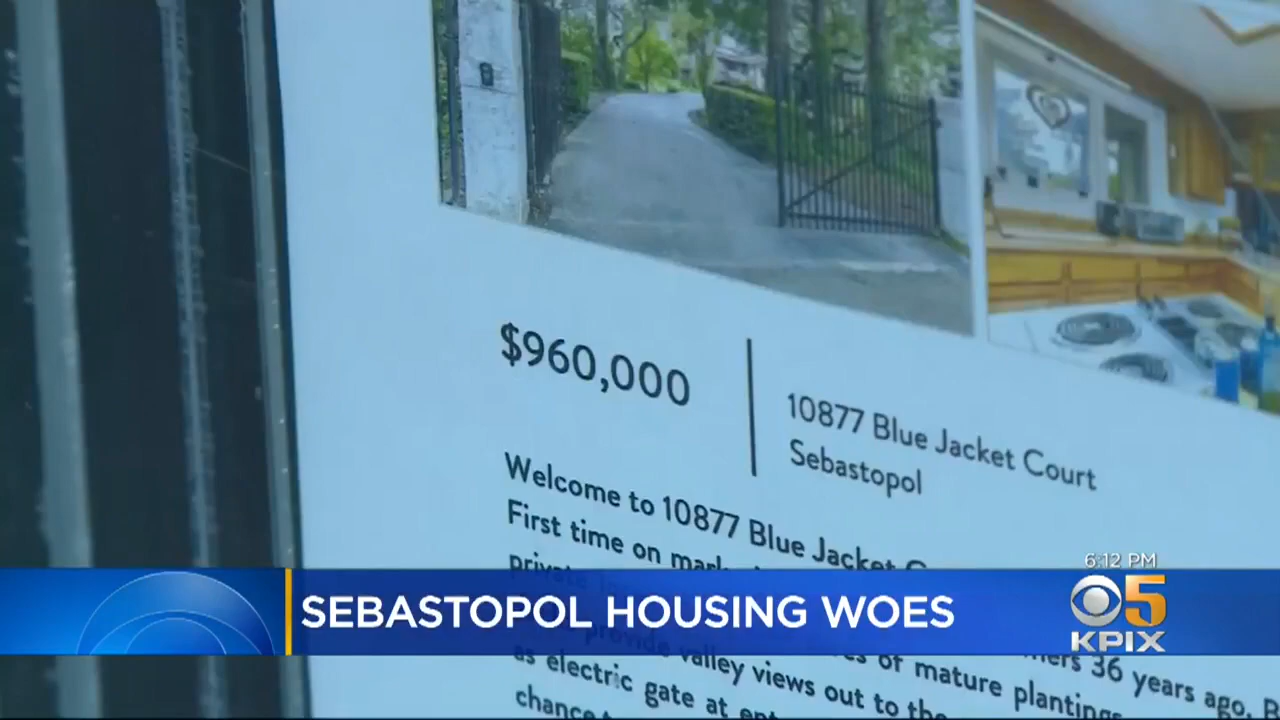 $960,000
10877 Blue Jacket Court
Sebastopol
Welcome to 10877 Blue Jacket
First time on
6:12 PM
SEBASTOPOL HOUSING WOES
5
KPIX
provide valley views out to the
of mature plantings
36 years ago.
as electric gate at
chance